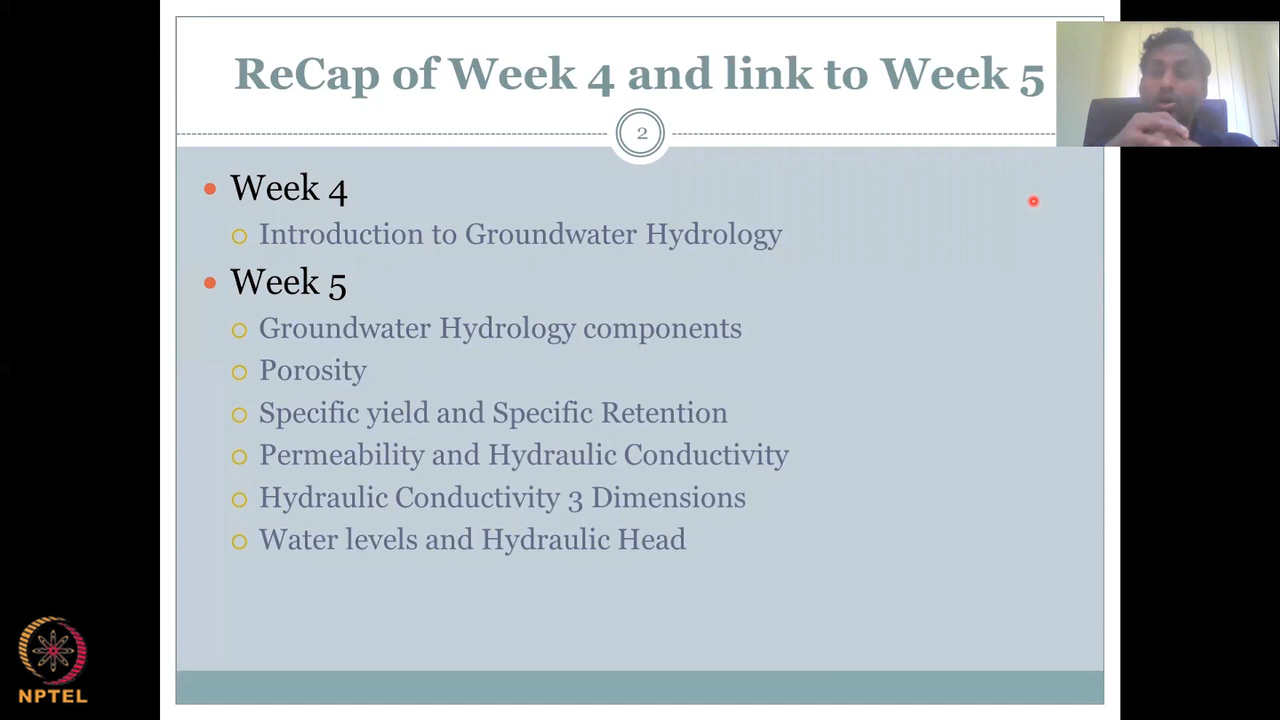 ReCap of Week 4 and link to Week 5
2
Week 4
Introduction to Groundwater Hydrology
Week 5
Groundwater Hydrology components
Porosity
Specific yield and Specific Retention
Permeability and Hydraulic Conductivity
Hydraulic Conductivity 3 Dimensions
Water levels and Hydraulic Head
NPTEL